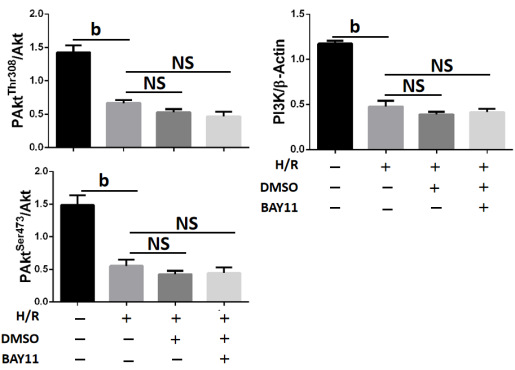 PAkt^Thr308/Akt
2.0
1.5
1.0
0.5
0.0
b
NS
NS
PI3K/β-Actin
1.5
1.0
0.5
0.0
b
NS
NS
H/R − + + +
DMSO − − + +
BAY11 − − − +
PAkt^Ser473/Akt
2.0
1.5
1.0
0.5
0.0
b
NS
NS
H/R − + + +
DMSO − − + +
BAY11 − − − +